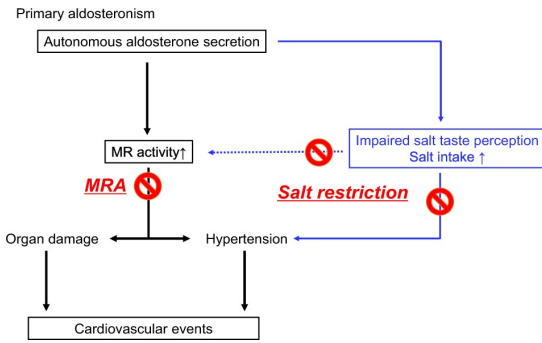 Primary aldosteronism
Autonomous aldosterone secretion
MR activity↑
Impaired salt taste perception
Salt intake ↑
MRA
Salt restriction
Organ damage
Hypertension
Cardiovascular events